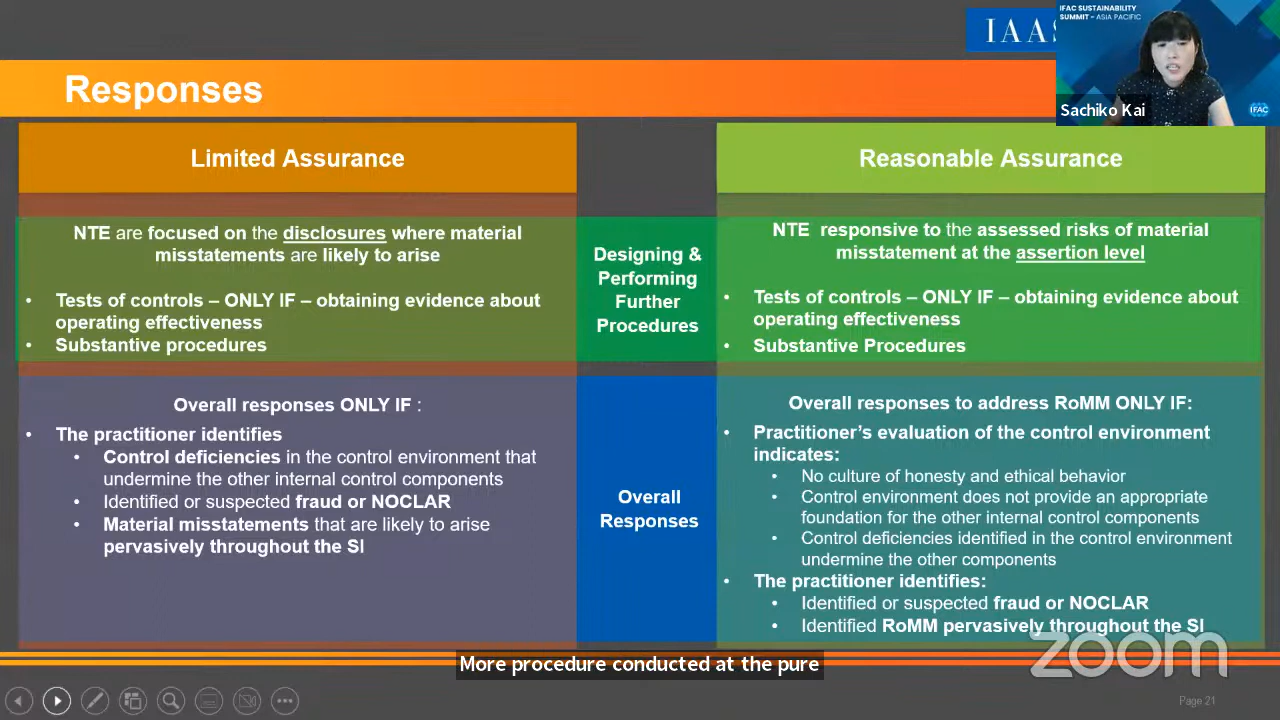 IAAS
IFAC SUSTAINABILITY
SUMMIT - ASIA PACIFIC
Sachiko Kai
IFAC
Responses
Limited Assurance
Reasonable Assurance
NTE are focused on the disclosures where material
misstatements are likely to arise
• Tests of controls – ONLY IF – obtaining evidence about
operating effectiveness
• Substantive procedures
Designing &
Performing
Further
Procedures
NTE responsive to the assessed risks of material
misstatement at the assertion level
• Tests of controls – ONLY IF – obtaining evidence about
operating effectiveness
• Substantive Procedures
Overall responses ONLY IF :
• The practitioner identifies
• Control deficiencies in the control environment that
undermine the other internal control components
• Identified or suspected fraud or NOCLAR
• Material misstatements that are likely to arise
pervasively throughout the SI
Overall
Responses
Overall responses to address RoMM ONLY IF:
• Practitioner's evaluation of the control environment
indicates:
• No culture of honesty and ethical behavior
• Control environment does not provide an appropriate
foundation for the other internal control components
• Control deficiencies identified in the control environment
undermine the other components
• The practitioner identifies:
• Identified or suspected fraud or NOCLAR
• Identified RoMM pervasively throughout the SI
More procedure conducted at the pure
zoom
Page 21